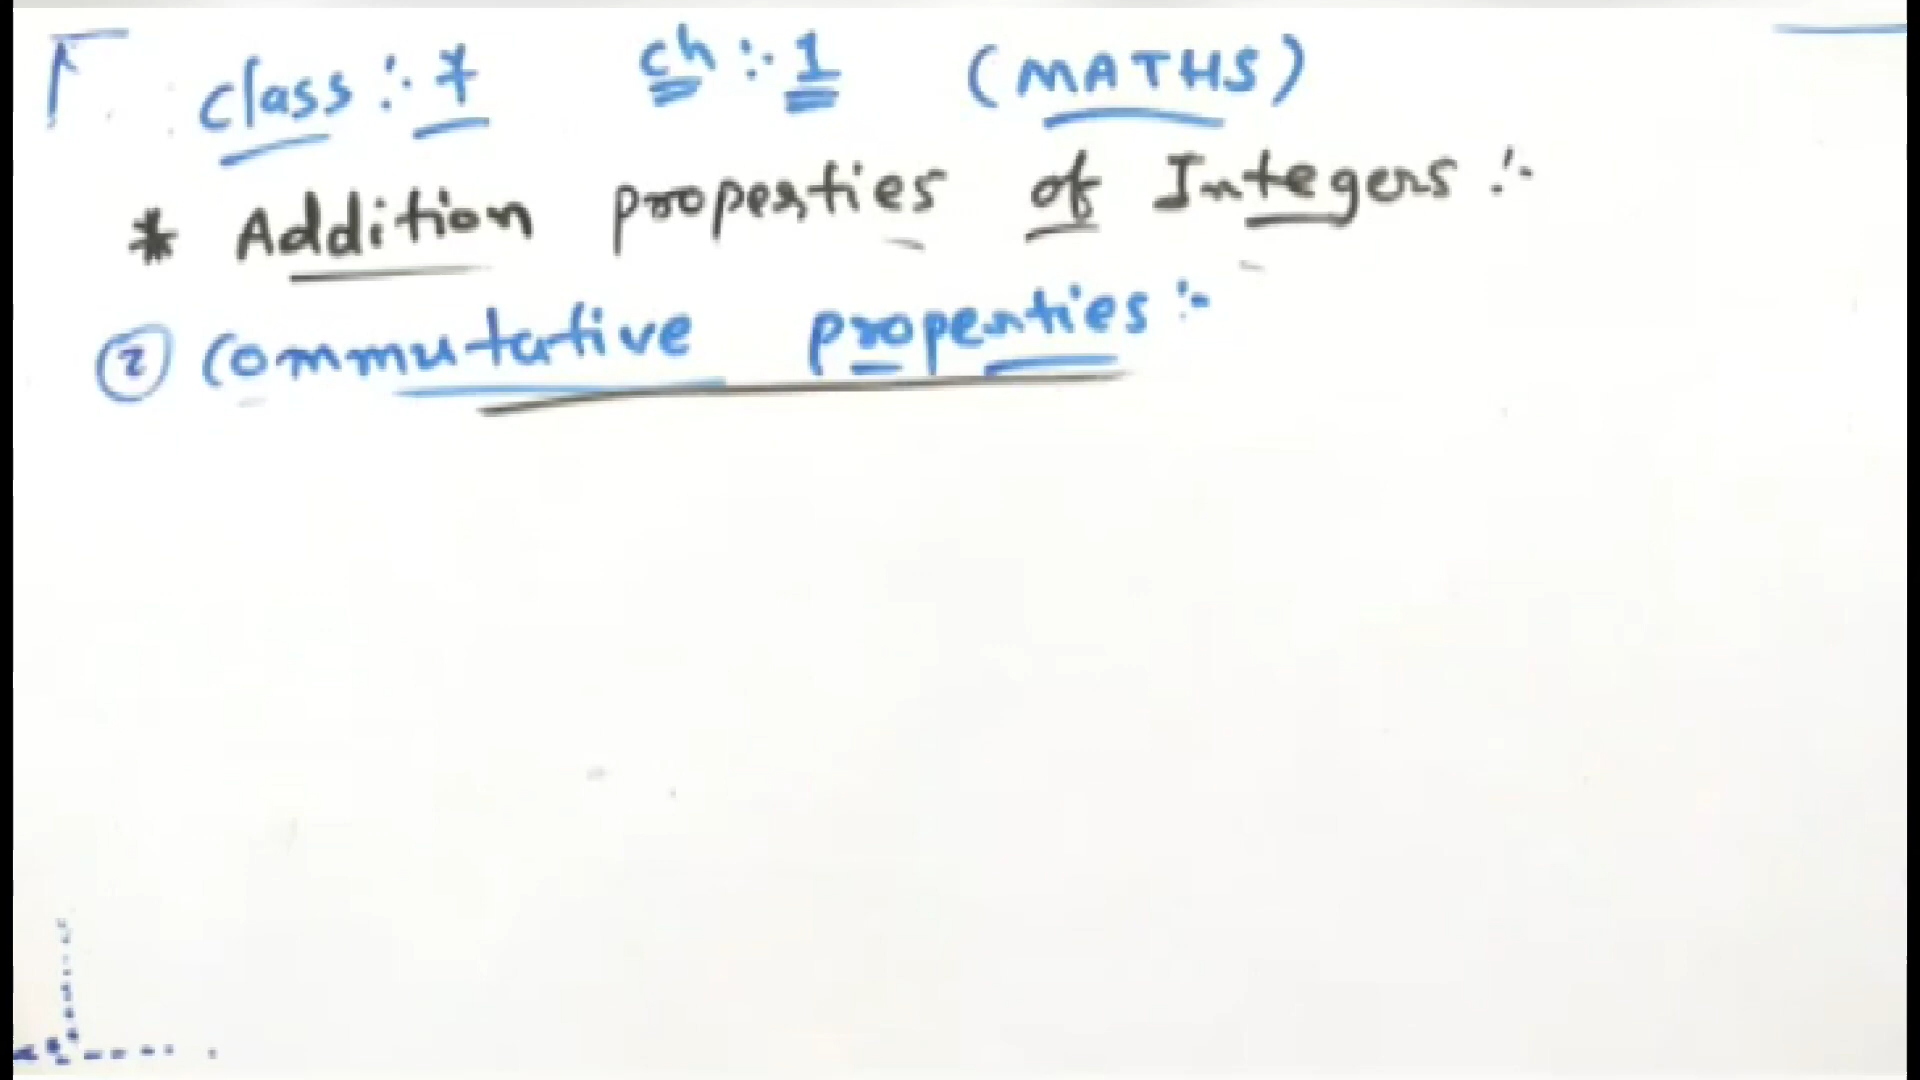 class :- 7 ch :- 1 (MATHS)
* Addition properties of Integers :-
② Commutative properties :-